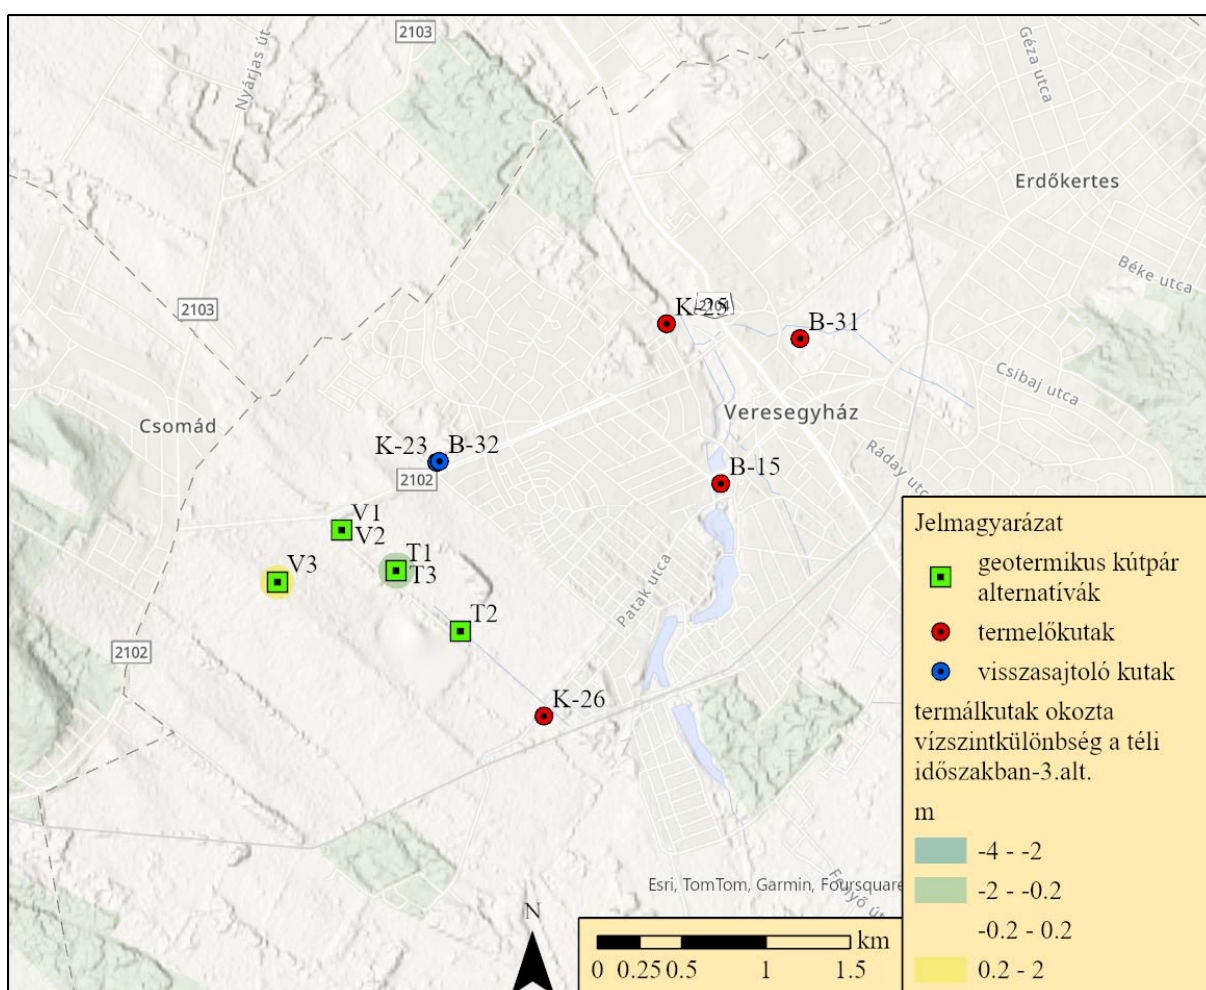 2103
Nyárjas út
Géza utca
Erdőkertes
Béke utca
2103
K-25
2104
B-31
Csibaj utca
Csomád
Veresegyház
K-23
B-32
2102
B-15
Ráday utca
V1
V2
T1
T3
V3
Patak utca
T2
2102
K-26
Jelmagyarázat
geotermikus kútpár
alternatívák
termelőkutak
visszasajtoló kutak
termálkutak okozta
vízszintkülönbség a téli
időszakban-3.alt.
m
-4 - -2
-2 - -0.2
-0.2 - 0.2
0.2 - 2
Esri, TomTom, Garmin, Foursquare
N
km
0 0.25 0.5 1 1.5